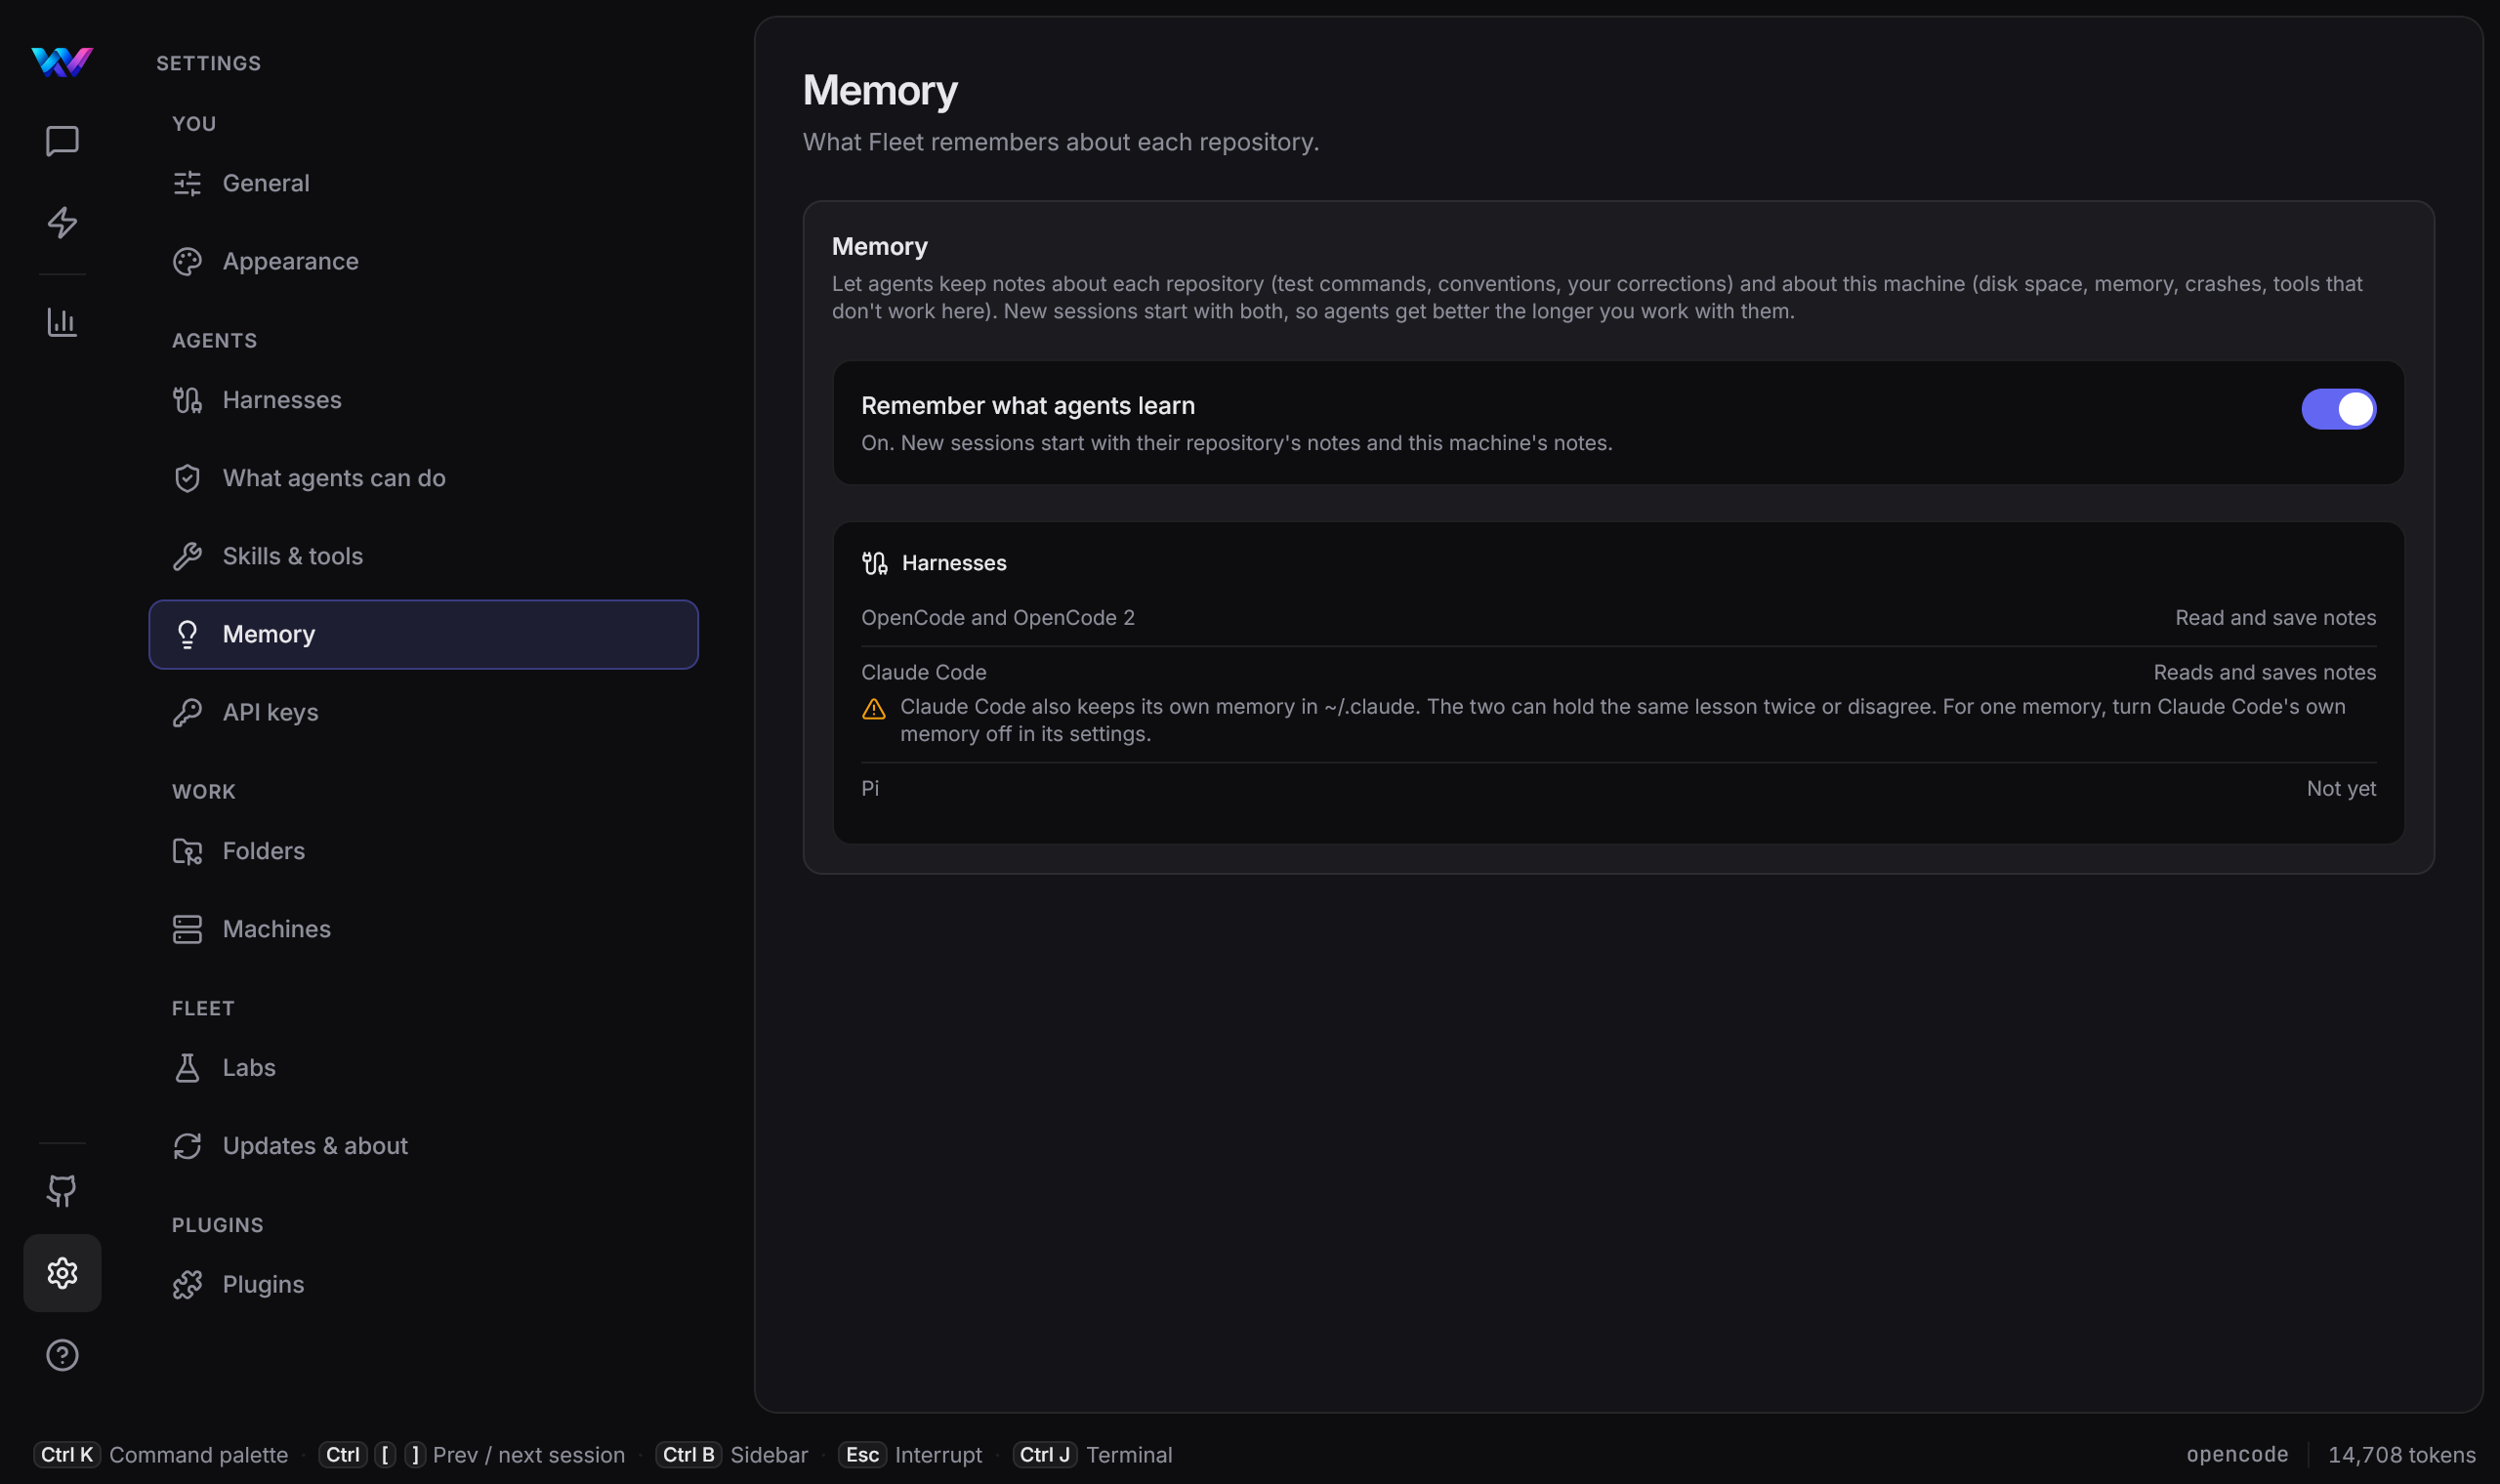 SETTINGS
YOU
General
Appearance
AGENTS
Harnesses
What agents can do
Skills & tools
Memory
API keys
WORK
Folders
Machines
FLEET
Labs
Updates & about
PLUGINS
Plugins
Memory
What Fleet remembers about each repository.
Memory
Let agents keep notes about each repository (test commands, conventions, your corrections) and about this machine (disk space, memory, crashes, tools that
don't work here). New sessions start with both, so agents get better the longer you work with them.
Remember what agents learn
On. New sessions start with their repository's notes and this machine's notes.
Harnesses
OpenCode and OpenCode 2 Read and save notes
Claude Code Reads and saves notes
Claude Code also keeps its own memory in ~/.claude. The two can hold the same lesson twice or disagree. For one memory, turn Claude Code's own
memory off in its settings.
Pi Not yet
Ctrl K Command palette · Ctrl [ ] Prev / next session · Ctrl B Sidebar · Esc Interrupt · Ctrl J Terminal opencode 14,708 tokens